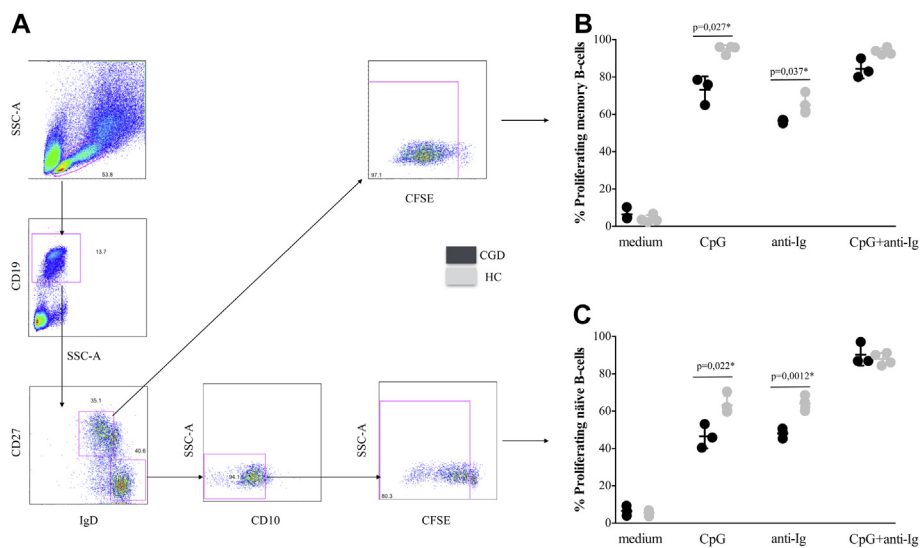 A
SSC-A
53.8
CD19
13.7
SSC-A
CD27
35.1
40.6
IgD
SSC-A
94.1
CD10
SSC-A
80.3
CFSE
97.1
CFSE
CGD
HC
B
% Proliferating memory B-cells
100
80
60
40
20
0
p=0,027*
p=0,037*
medium
CpG
anti-Ig
CpG+anti-Ig
C
% Proliferating näive B-cells
100
80
60
40
20
0
p=0,022*
p=0,0012*
medium
CpG
anti-Ig
CpG+anti-Ig